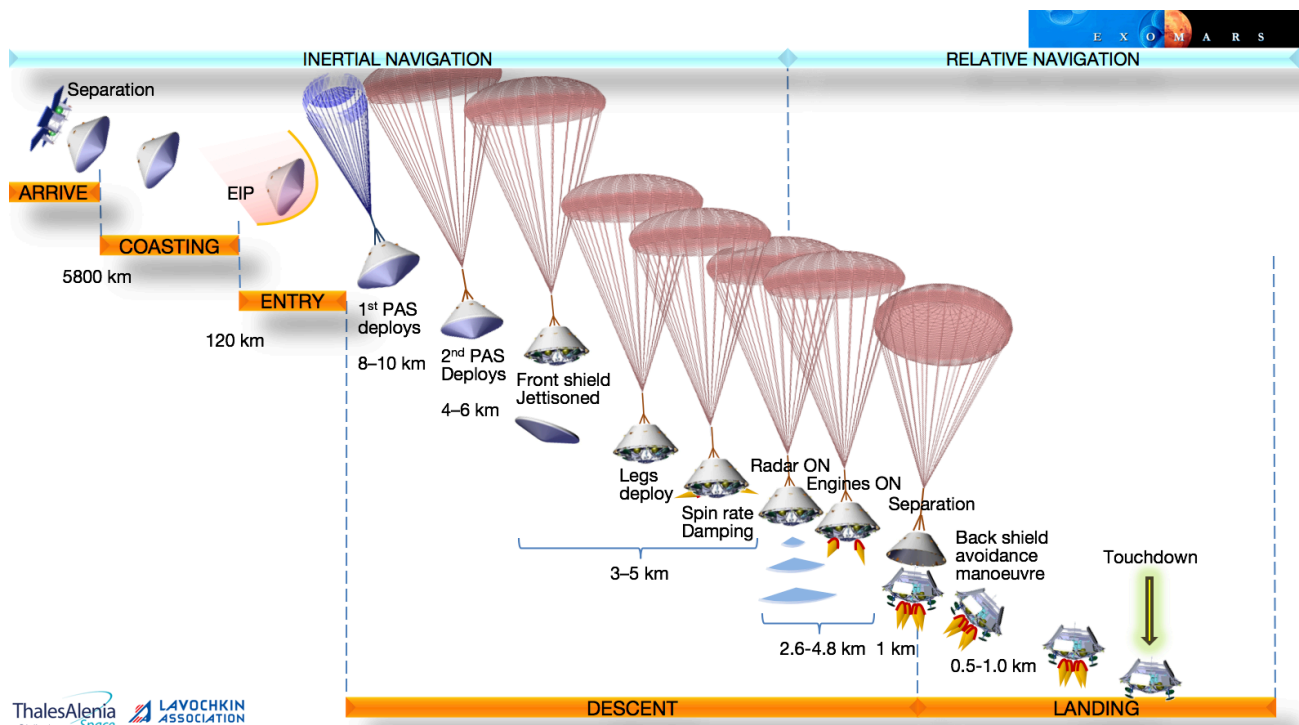 E X O M A R S
INERTIAL NAVIGATION
RELATIVE NAVIGATION
Separation
ARRIVE
EIP
COASTING
5800 km
ENTRY
120 km
1st PAS
deploys
8–10 km
2nd PAS
Deploys
4–6 km
Front shield
Jettisoned
Legs
deploy
Spin rate
Damping
3–5 km
Radar ON
Engines ON
2.6-4.8 km
Separation
1 km
Back shield
avoidance
manoeuvre
0.5-1.0 km
Touchdown
DESCENT
LANDING
ThalesAlenia
Space
LAVOCHKIN
ASSOCIATION